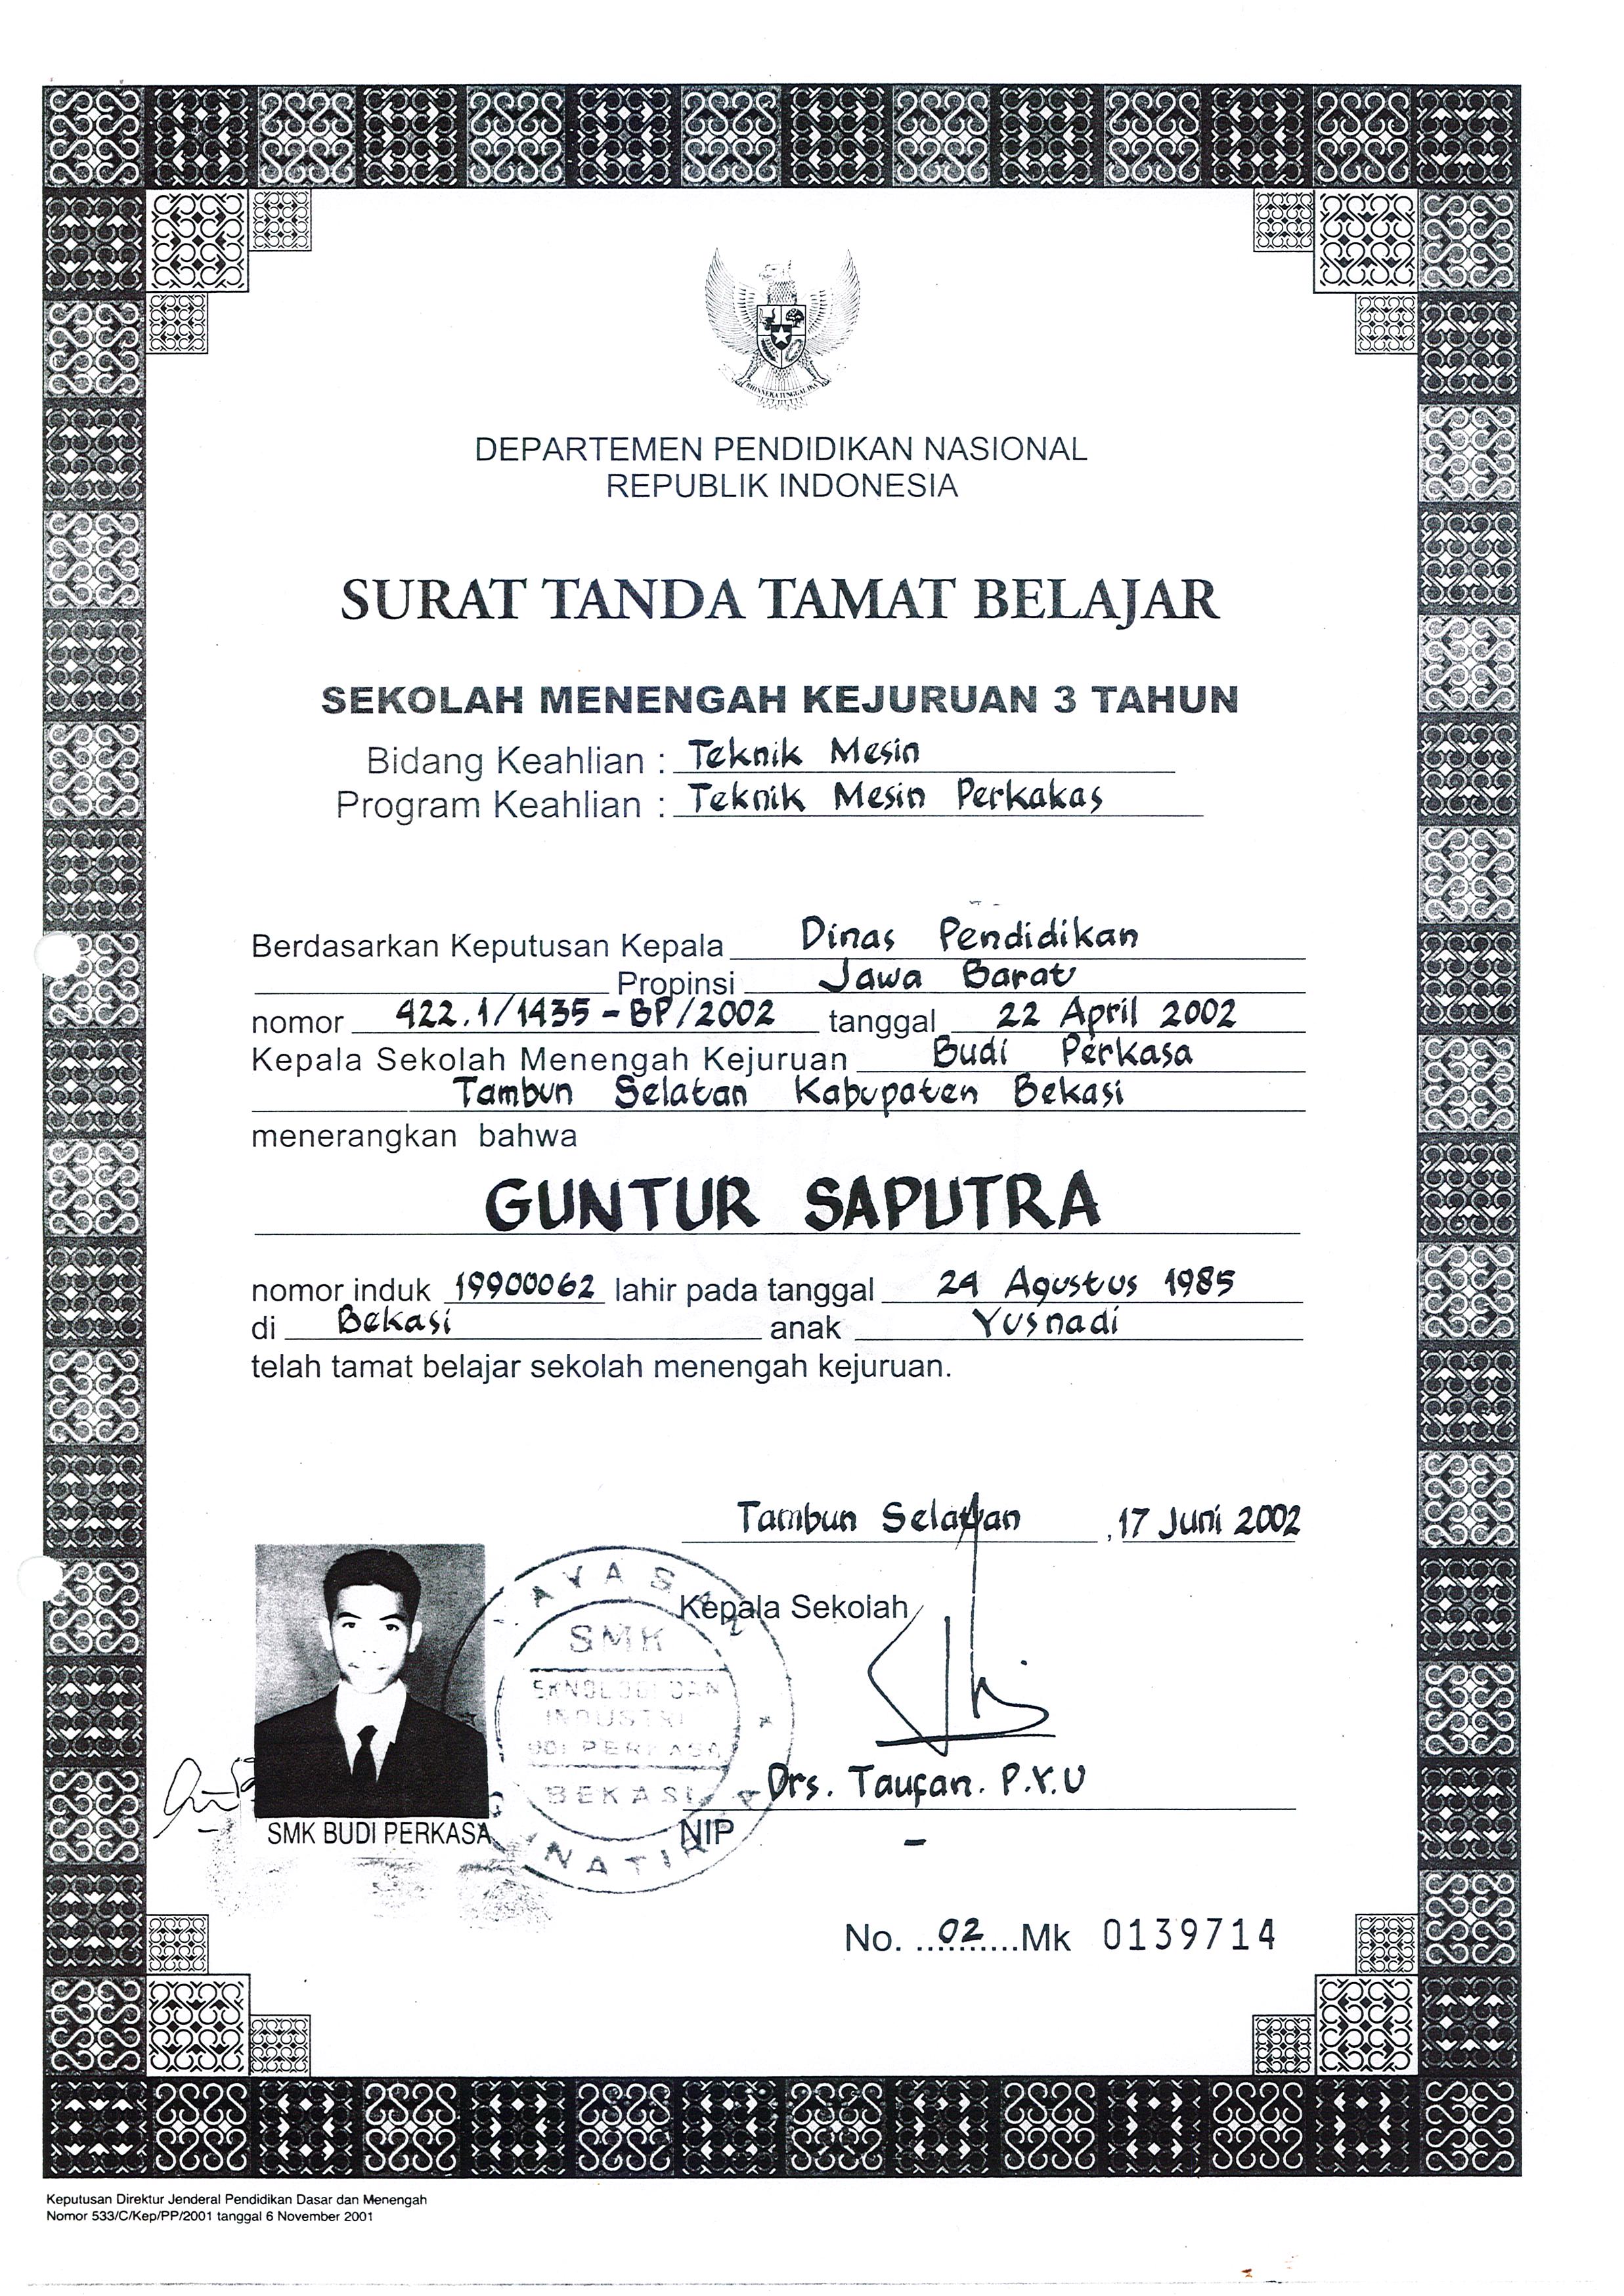 BHINNEKA TUNGGAL IKA
DEPARTEMEN PENDIDIKAN NASIONAL
REPUBLIK INDONESIA
SURAT TANDA TAMAT BELAJAR
SEKOLAH MENENGAH KEJURUAN 3 TAHUN
Bidang Keahlian : Teknik Mesin
Program Keahlian : Teknik Mesin Perkakas
Berdasarkan Keputusan Kepala Dinas Pendidikan
Propinsi Jawa Barat
nomor 422.1/1435-BP/2002 tanggal 22 April 2002
Kepala Sekolah Menengah Kejuruan Budi Perkasa
Tambun Selatan Kabupaten Bekasi
menerangkan bahwa
GUNTUR SAPUTRA
nomor induk 19900062 lahir pada tanggal 24 Agustus 1985
di Bekasi anak Yusnadi
telah tamat belajar sekolah menengah kejuruan.
Tambun Selatan, 17 Juni 2002
Kepala Sekolah
YAYASAN
SMK
INDUSTRI
BEKASI
Drs. Taufan. P.Y.U
SMK BUDI PERKASA
NIP -
No. ..02..Mk 0139714
Keputusan Direktur Jenderal Pendidikan Dasar dan Menengah
Nomor 533/C/Kep/PP/2001 tanggal 6 November 2001